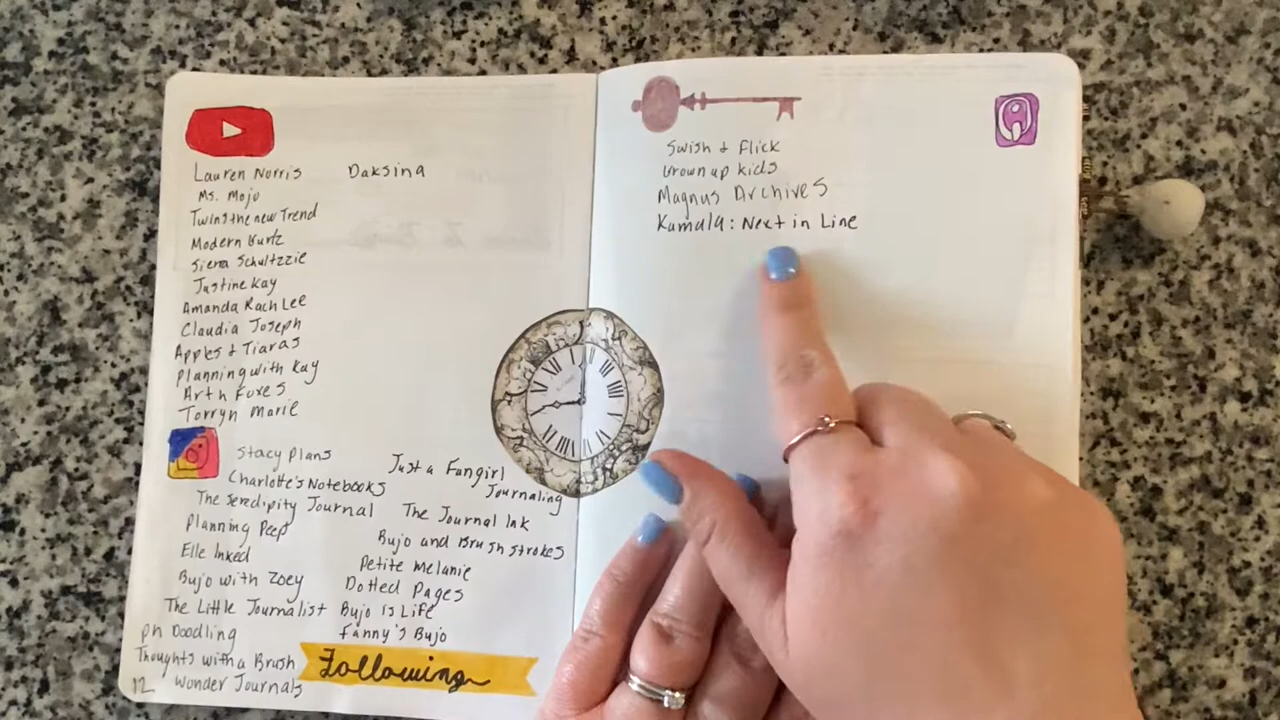 Lauren Norris
Ms. Mojo
Twins the new Trend
Modern Gurlz
Sierra Schultzzie
Justine Kay
Amanda Rach Lee
Claudia Joseph
Apples & Tiaras
Planning with Kay
Arth Foxes
Torryn Marie
Daksina
Stacy Plans
Charlotte's Notebooks
The Seredipity Journal
Planning Peep
Elle Inked
Bujo with Zoey
The Little Journalist
pn Doodling
Thoughts with a Brush
Wonder Journals
Just a Fangirl
Journaling
The Journal Ink
Bujo and Brush strokes
Petite Melanie
Dotted Pages
Bujo Is Life
Fanny's Bujo
Following
12
Swish & Flick
Grown up kids
Magnus Archives
Kamala: Next in Line